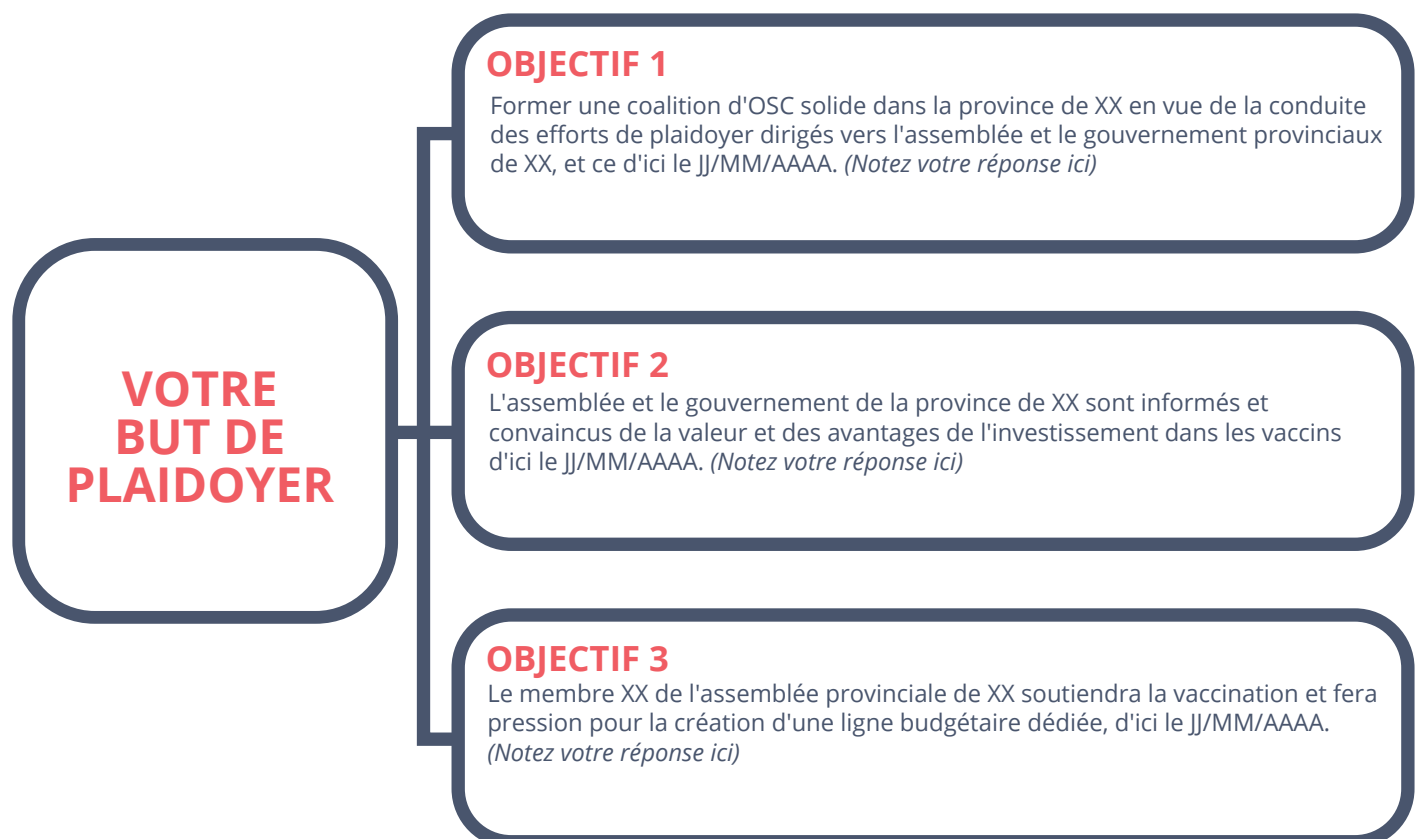 OBJECTIF 1
Former une coalition d'OSC solide dans la province de XX en vue de la conduite
des efforts de plaidoyer dirigés vers l'assemblée et le gouvernement provinciaux
de XX, et ce d'ici le JJ/MM/AAAA. (Notez votre réponse ici)
VOTRE
BUT DE
PLAIDOYER
OBJECTIF 2
L'assemblée et le gouvernement de la province de XX sont informés et
convaincus de la valeur et des avantages de l'investissement dans les vaccins
d'ici le JJ/MM/AAAA. (Notez votre réponse ici)
OBJECTIF 3
Le membre XX de l'assemblée provinciale de XX soutiendra la vaccination et fera
pression pour la création d'une ligne budgétaire dédiée, d'ici le JJ/MM/AAAA.
(Notez votre réponse ici)